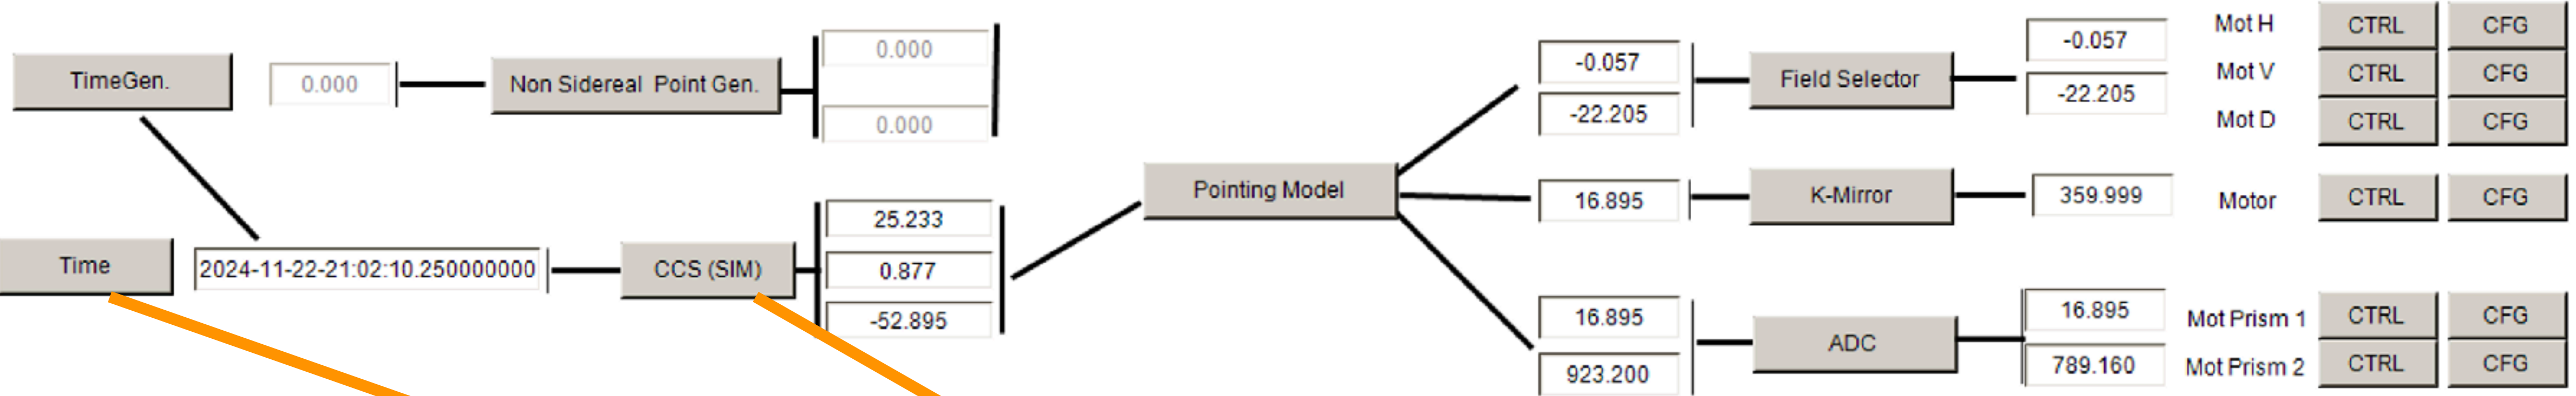 TimeGen.
0.000
Non Sidereal Point Gen.
0.000
0.000
Time
2024-11-22-21:02:10.250000000
CCS (SIM)
25.233
0.877
-52.895
Pointing Model
-0.057
-22.205
Field Selector
-0.057
-22.205
Mot H
CTRL
CFG
Mot V
CTRL
CFG
Mot D
CTRL
CFG
16.895
K-Mirror
359.999
Motor
CTRL
CFG
16.895
923.200
ADC
16.895
789.160
Mot Prism 1
CTRL
CFG
Mot Prism 2
CTRL
CFG